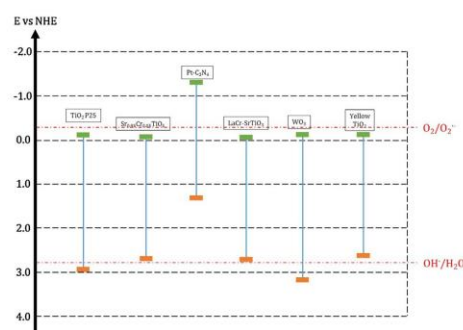 E vs NHE
-2.0
Pt-C₃N₄
-1.0
TiO₂ P25
LaCr-SrTiO₃
WO₃
Yellow
TiO₂
O₂/O₂˙⁻
0.0
1.0
2.0
OH˙/H₂O
3.0
4.0